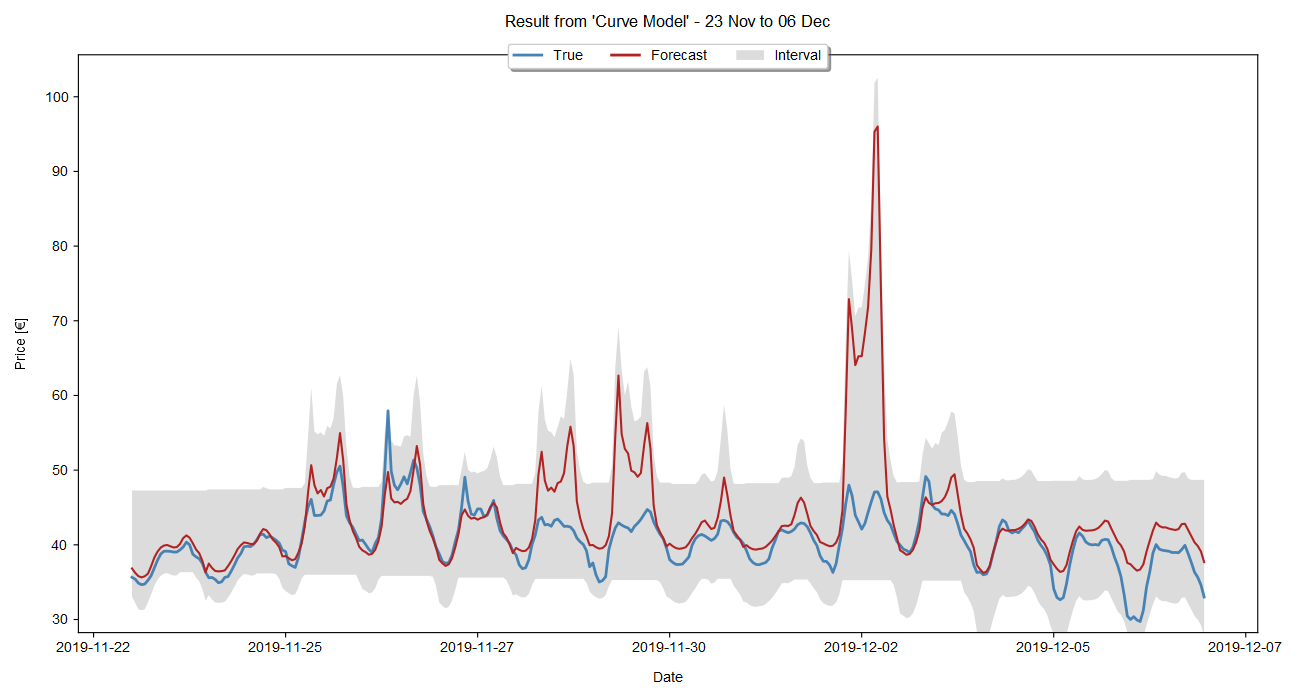 Result from 'Curve Model' - 23 Nov to 06 Dec
True
Forecast
Interval
100
90
80
70
60
50
40
30
Price [€]
2019-11-22
2019-11-25
2019-11-27
2019-11-30
2019-12-02
2019-12-05
2019-12-07
Date